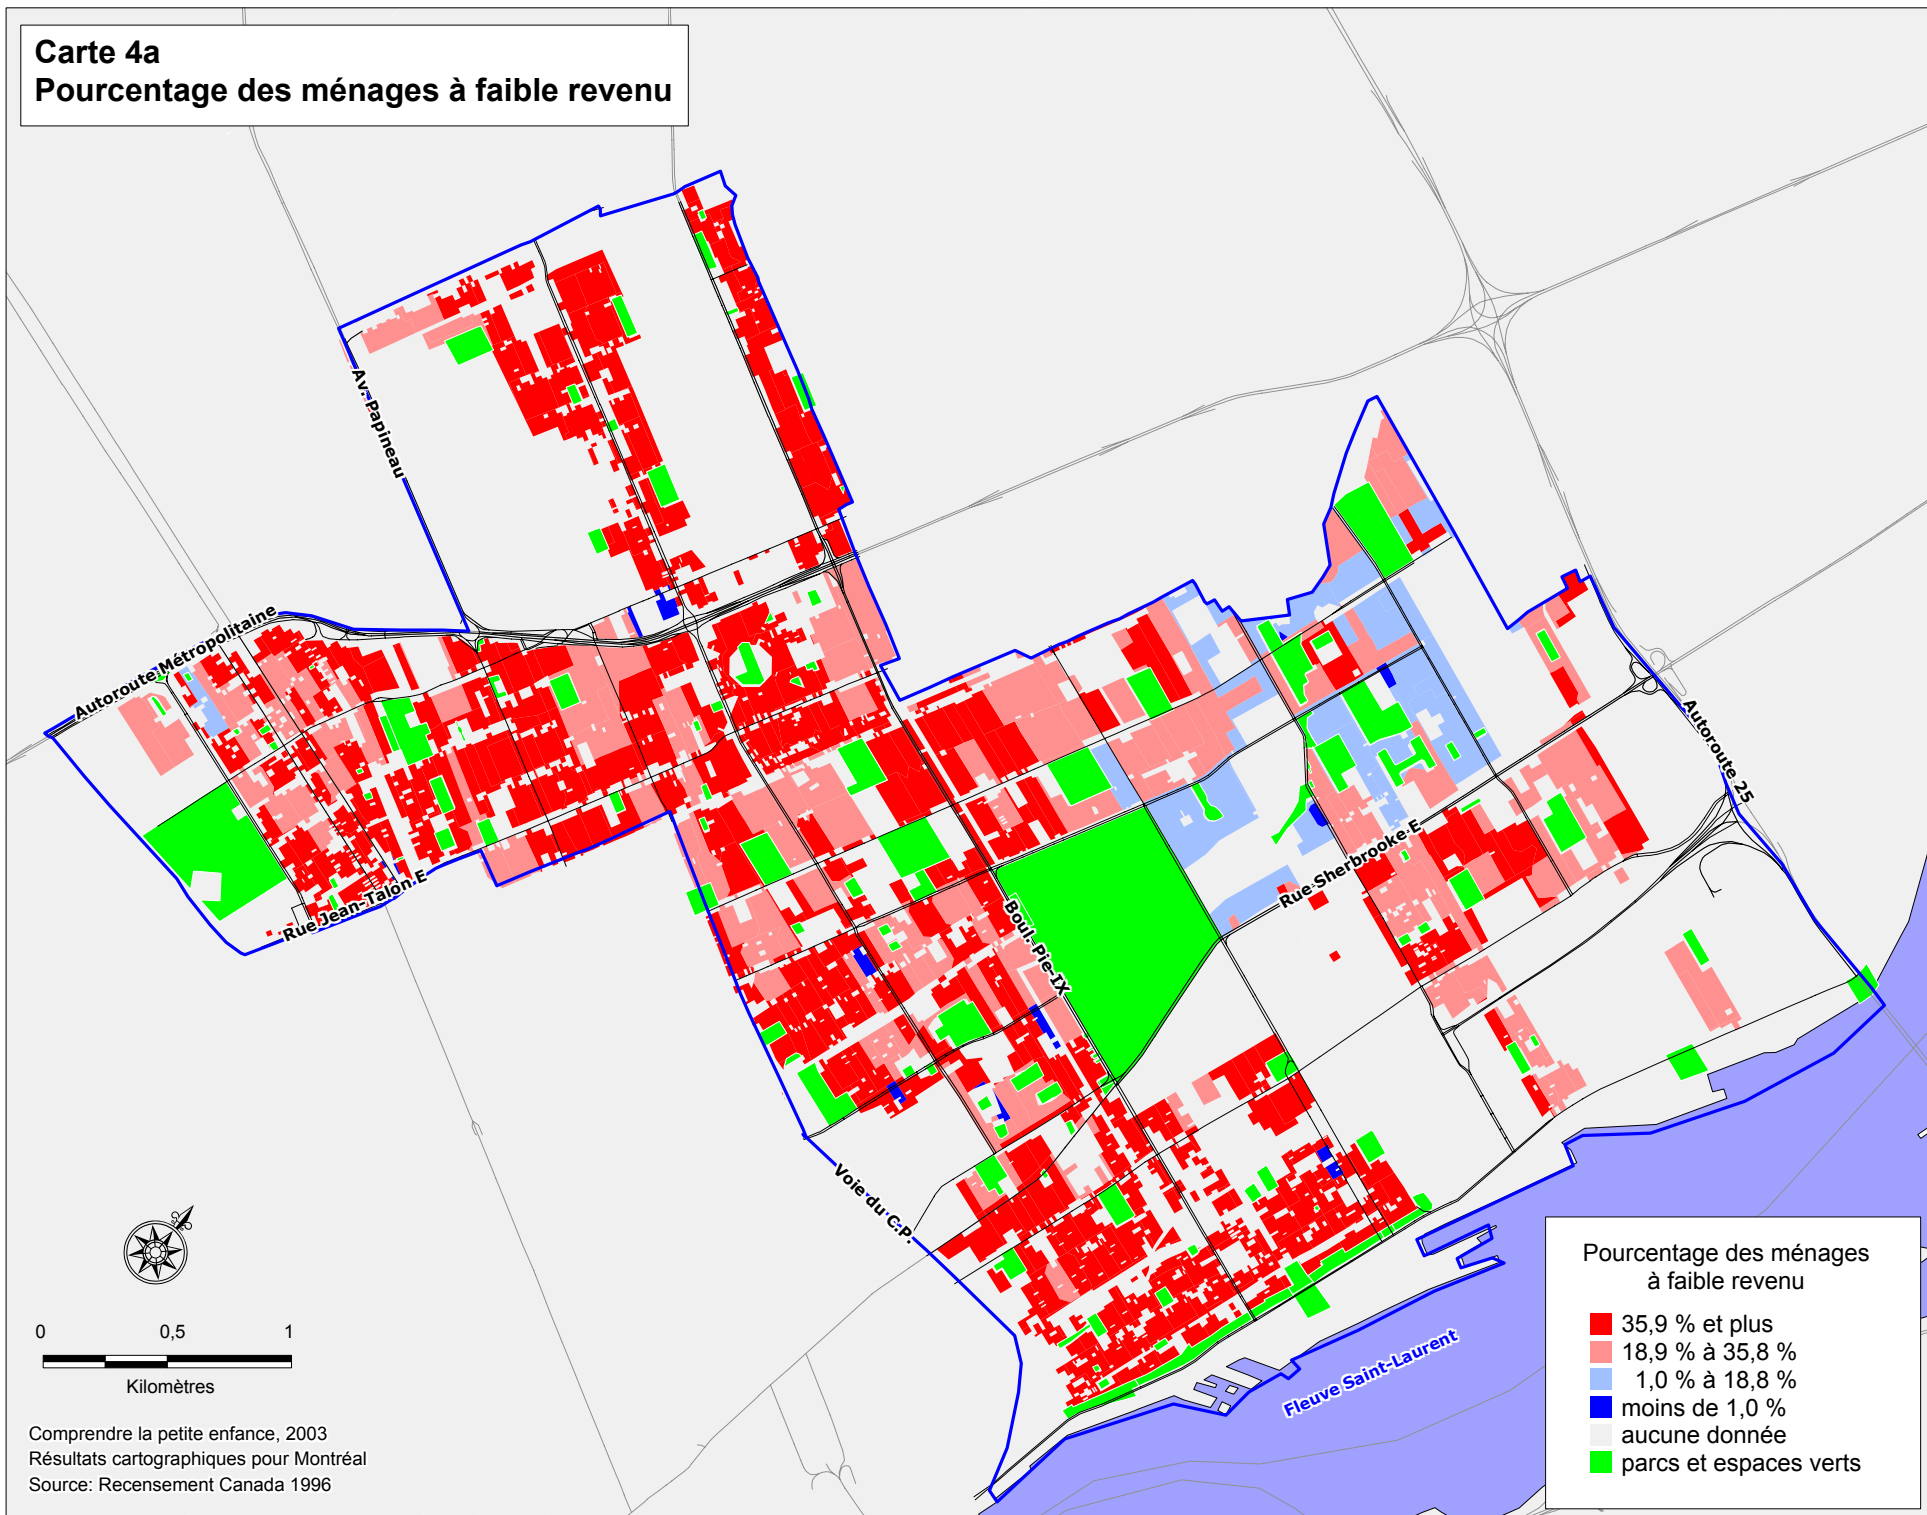 Carte 4a
Pourcentage des ménages à faible revenu
Av. Papineau
Autoroute Métropolitaine
Autoroute 25
Rue Sherbrooke E
Rue Jean-Talon E
Boul. Pie-IX
Voie du C.P.
Fleuve Saint-Laurent
0 0,5 1
Kilomètres
Comprendre la petite enfance, 2003
Résultats cartographiques pour Montréal
Source: Recensement Canada 1996
Pourcentage des ménages
à faible revenu
35,9 % et plus
18,9 % à 35,8 %
1,0 % à 18,8 %
moins de 1,0 %
aucune donnée
parcs et espaces verts